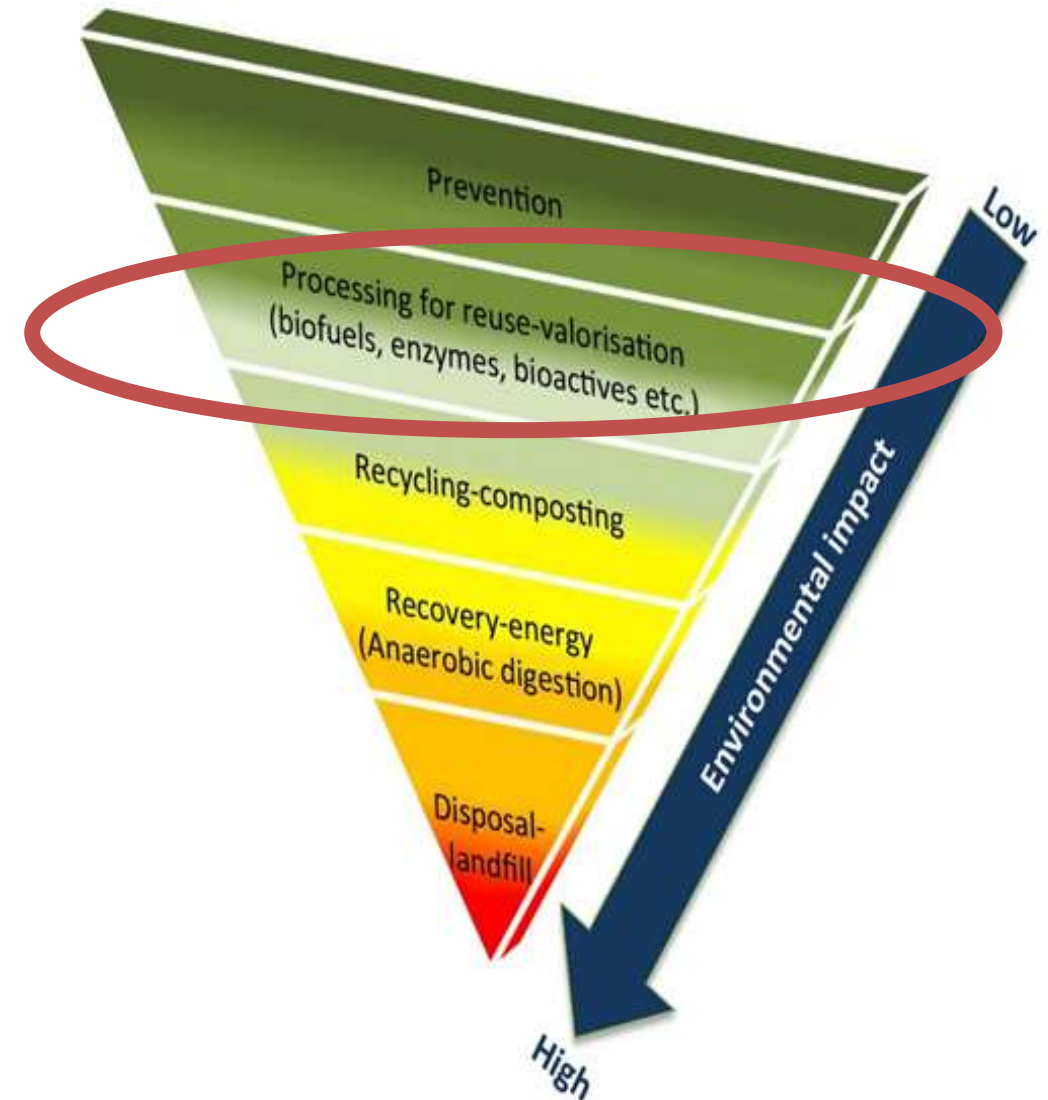 Prevention
Processing for reuse-valorisation
(biofuels, enzymes, bioactives etc.)
Recycling-composting
Recovery-energy
(Anaerobic digestion)
Disposal-
landfill
Low
Environmental impact
High